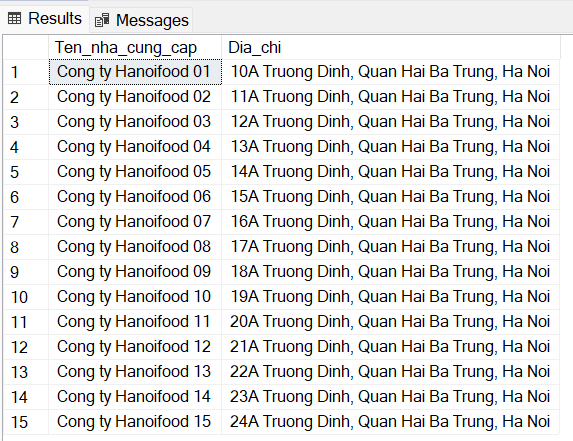 Results Messages
Ten_nha_cung_cap Dia_chi
1 Cong ty Hanoifood 01 10A Truong Dinh, Quan Hai Ba Trung, Ha Noi
2 Cong ty Hanoifood 02 11A Truong Dinh, Quan Hai Ba Trung, Ha Noi
3 Cong ty Hanoifood 03 12A Truong Dinh, Quan Hai Ba Trung, Ha Noi
4 Cong ty Hanoifood 04 13A Truong Dinh, Quan Hai Ba Trung, Ha Noi
5 Cong ty Hanoifood 05 14A Truong Dinh, Quan Hai Ba Trung, Ha Noi
6 Cong ty Hanoifood 06 15A Truong Dinh, Quan Hai Ba Trung, Ha Noi
7 Cong ty Hanoifood 07 16A Truong Dinh, Quan Hai Ba Trung, Ha Noi
8 Cong ty Hanoifood 08 17A Truong Dinh, Quan Hai Ba Trung, Ha Noi
9 Cong ty Hanoifood 09 18A Truong Dinh, Quan Hai Ba Trung, Ha Noi
10 Cong ty Hanoifood 10 19A Truong Dinh, Quan Hai Ba Trung, Ha Noi
11 Cong ty Hanoifood 11 20A Truong Dinh, Quan Hai Ba Trung, Ha Noi
12 Cong ty Hanoifood 12 21A Truong Dinh, Quan Hai Ba Trung, Ha Noi
13 Cong ty Hanoifood 13 22A Truong Dinh, Quan Hai Ba Trung, Ha Noi
14 Cong ty Hanoifood 14 23A Truong Dinh, Quan Hai Ba Trung, Ha Noi
15 Cong ty Hanoifood 15 24A Truong Dinh, Quan Hai Ba Trung, Ha Noi